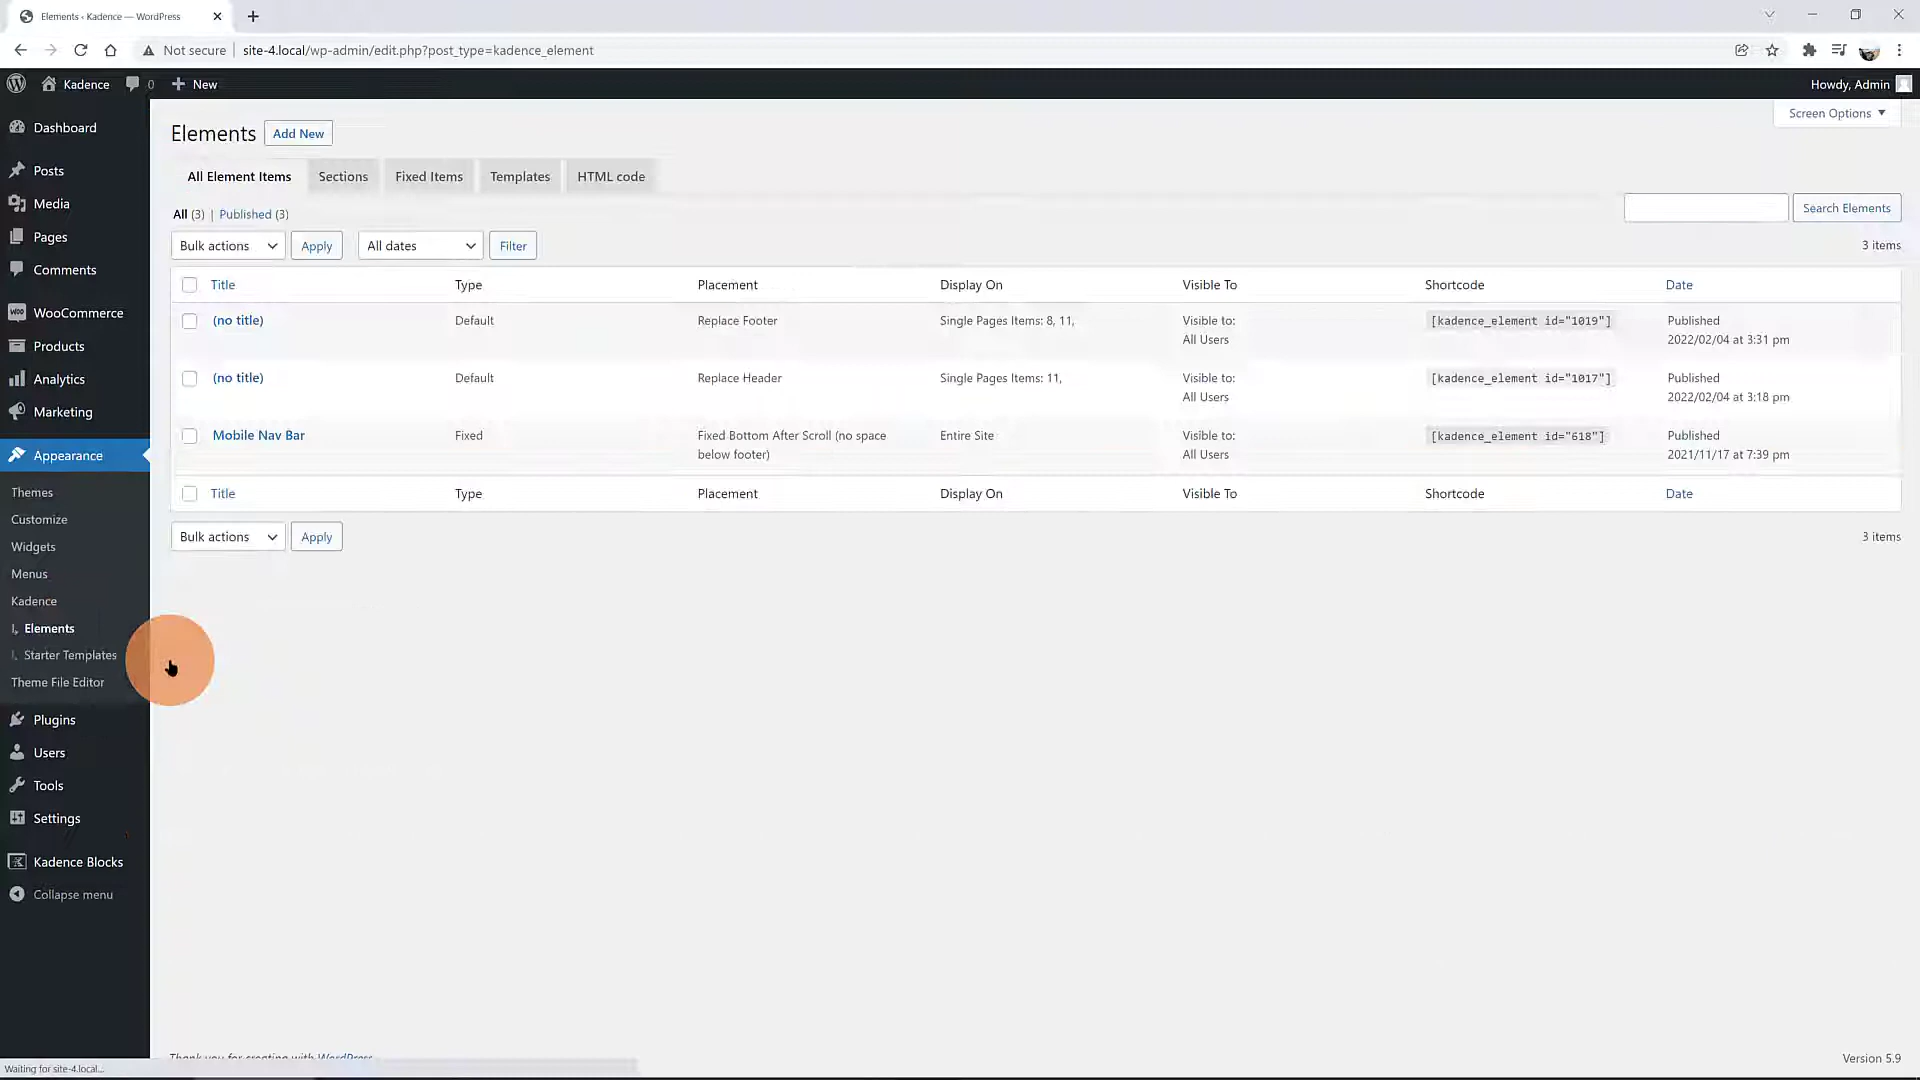 Elements ‹ Kadence — WordPress
Not secure
site-4.local/wp-admin/edit.php?post_type=kadence_element
Kadence
0
New
Howdy, Admin
Screen Options
Dashboard
Posts
Media
Pages
Comments
WooCommerce
Products
Analytics
Marketing
Appearance
Themes
Customize
Widgets
Menus
Kadence
Elements
Starter Templates
Theme File Editor
Plugins
Users
Tools
Settings
Kadence Blocks
Collapse menu
Elements Add New
All Element Items Sections Fixed Items Templates HTML code
All (3) | Published (3)
Search Elements
Bulk actions Apply All dates Filter
3 items
Title Type Placement Display On Visible To Shortcode Date
(no title) Default Replace Footer Single Pages Items: 8, 11, Visible to: [kadence_element id="1019"] Published
All Users 2022/02/04 at 3:31 pm
(no title) Default Replace Header Single Pages Items: 11, Visible to: [kadence_element id="1017"] Published
All Users 2022/02/04 at 3:18 pm
Mobile Nav Bar Fixed Fixed Bottom After Scroll (no space Entire Site Visible to: [kadence_element id="618"] Published
below footer) All Users 2021/11/17 at 7:39 pm
Title Type Placement Display On Visible To Shortcode Date
Bulk actions Apply
3 items
Thank you for creating with WordPress
Version 5.9
Waiting for site-4.local...